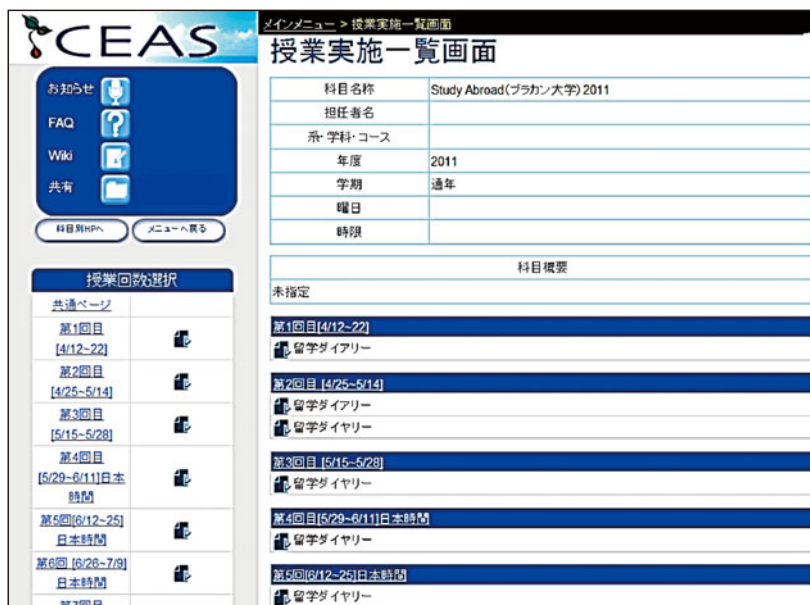 CEAS
お知らせ
FAQ
Wiki
共有
科目別HPへ
メニューへ戻る
授業回数選択
共通ページ
第1回目
[4/12~22]
第2回目
[4/25~5/14]
第3回目
[5/15~5/28]
第4回目
[5/29~6/11]日本
時間
第5回[6/12~25]
日本時間
第6回 [6/26~7/9]
日本時間
第7回目
メインメニュー > 授業実施一覧画面
授業実施一覧画面
科目名称 Study Abroad(ブラカン大学) 2011
担任者名
系・学科・コース
年度 2011
学期 通年
曜日
時限
科目概要
未指定
第1回目[4/12~22]
留学ダイアリー
第2回目 [4/25~5/14]
留学ダイアリー
留学ダイヤリー
第3回目 [5/15~5/28]
留学ダイヤリー
第4回目[5/29~6/11]日本時間
留学ダイヤリー
第5回[6/12~25]日本時間
留学ダイヤリー